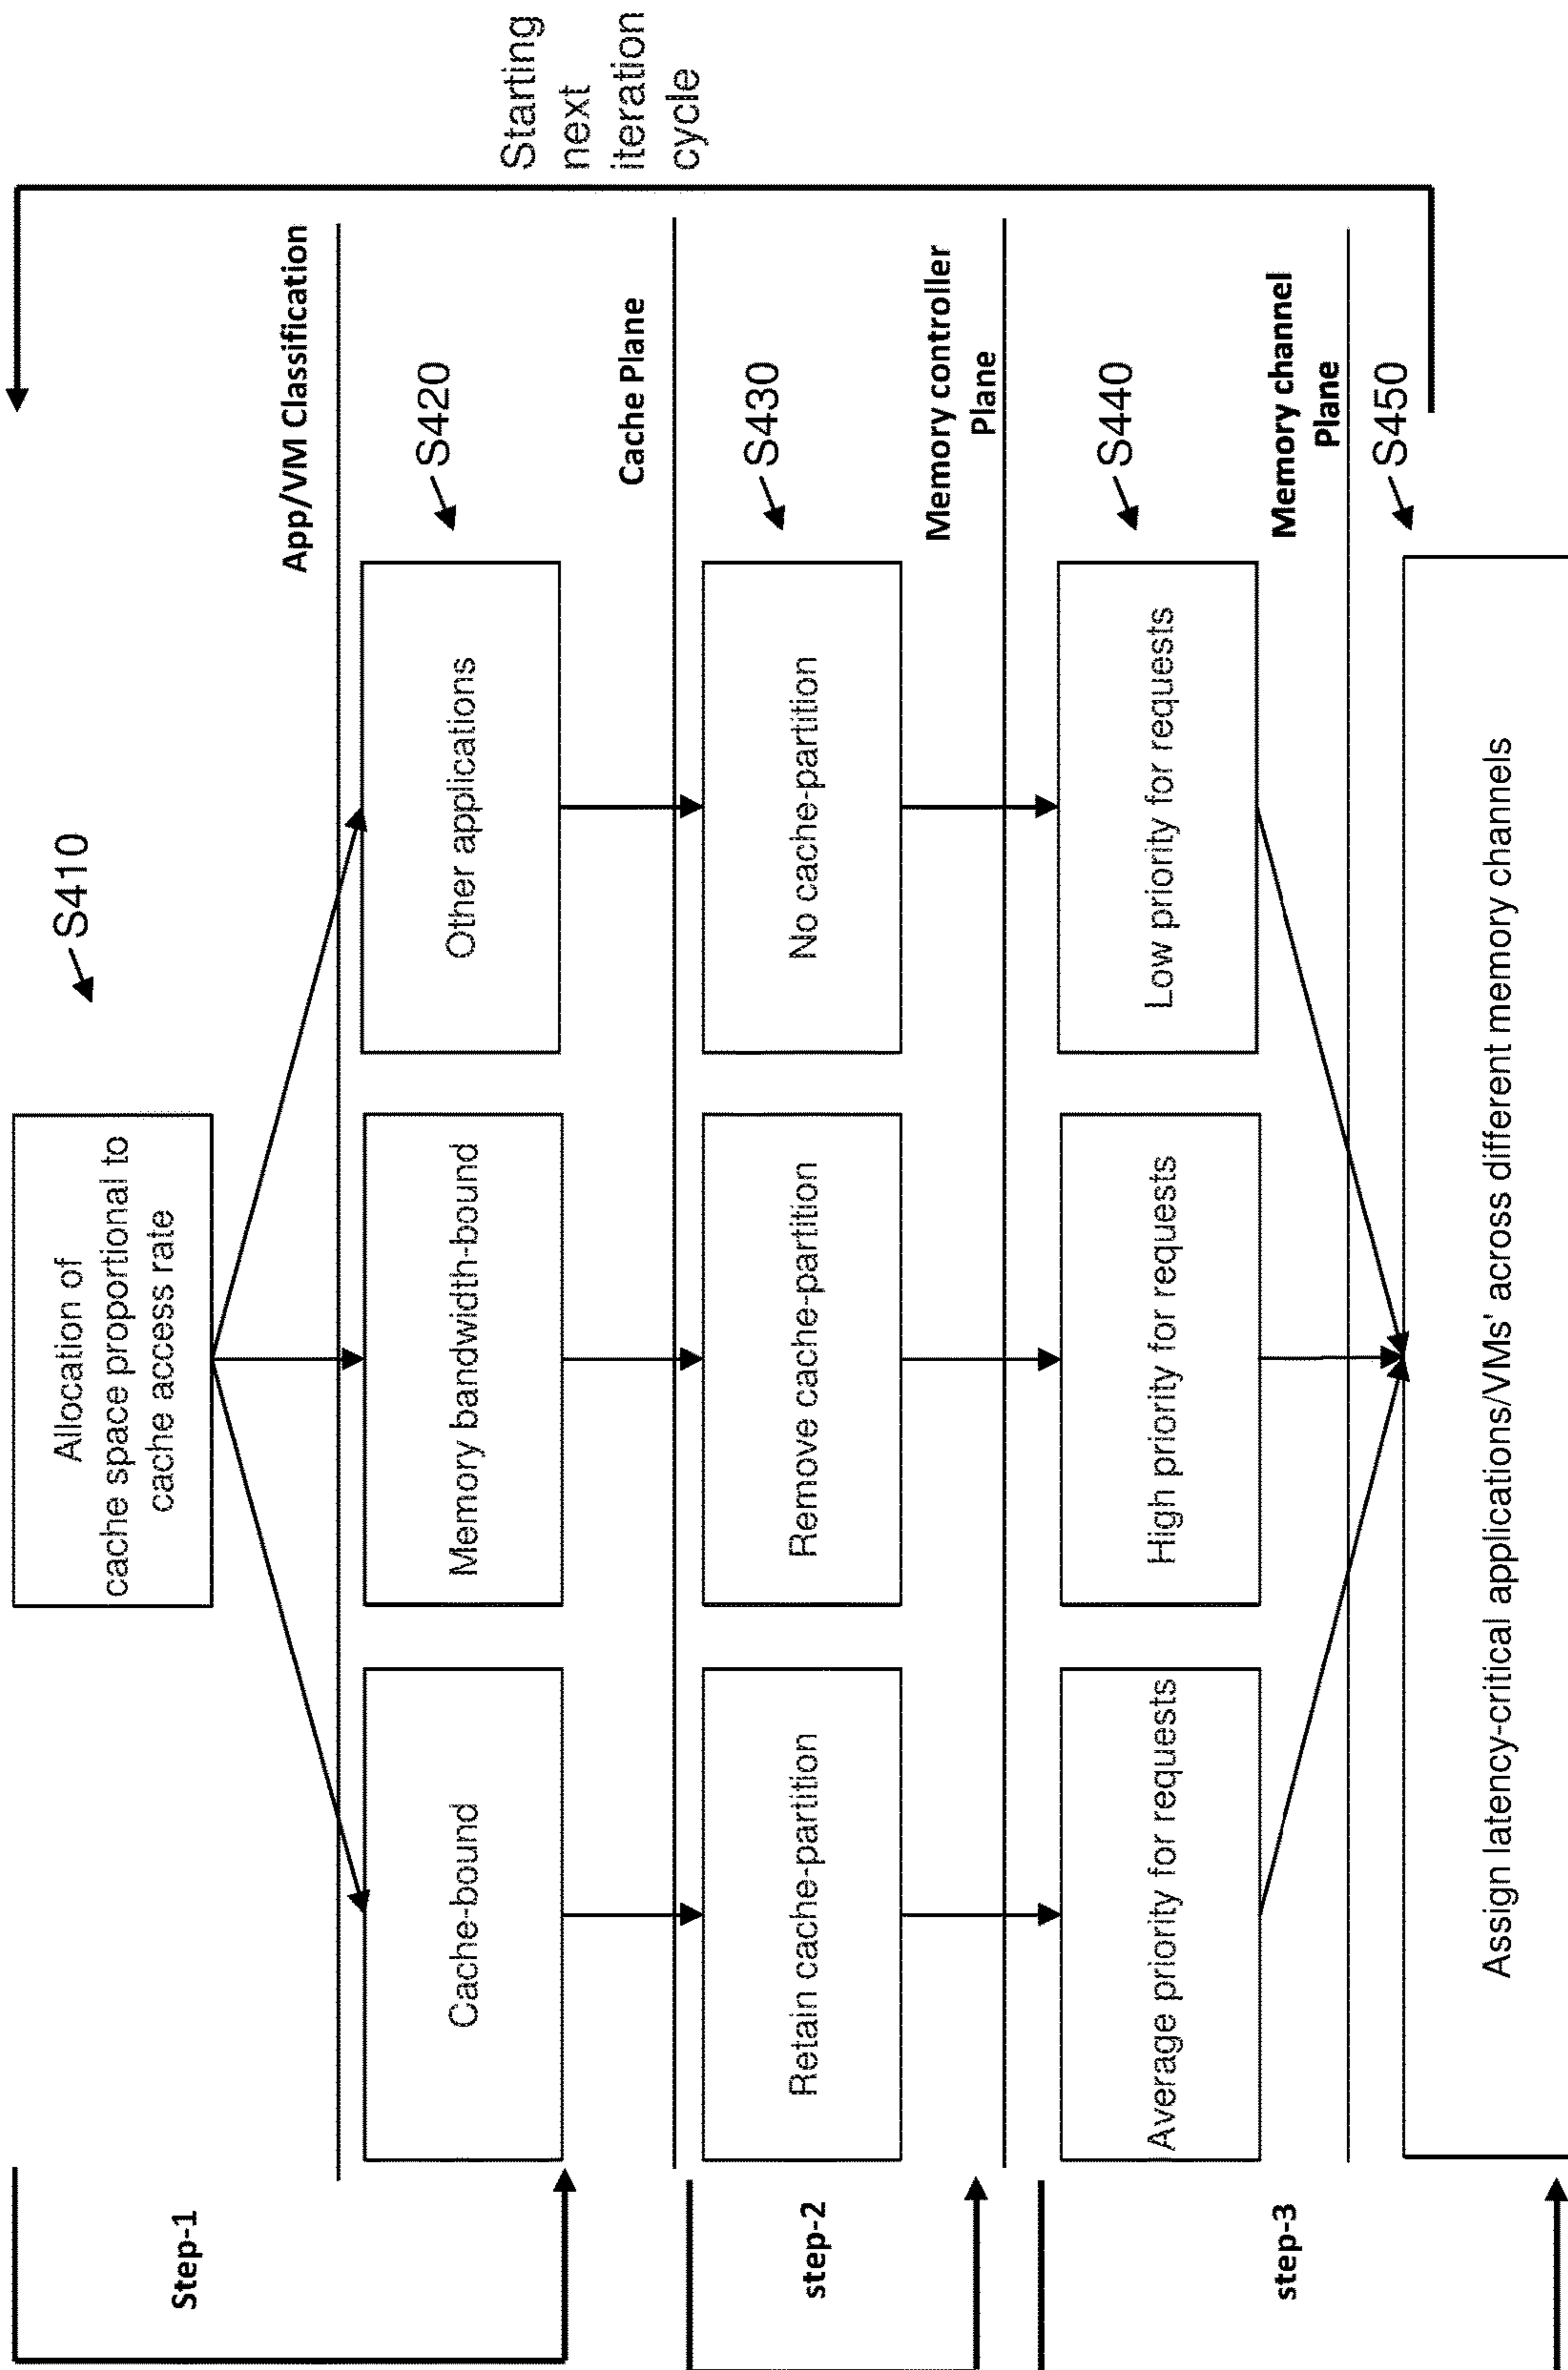 Step-1
Allocation of
cache space proportional to
cache access rate
S410
App/VM Classification
Cache-bound
Memory bandwidth-bound
Other applications
S420
Cache Plane
step-2
Retain cache-partition
Remove cache-partition
No cache-partition
S430
Memory controller
Plane
step-3
Average priority for requests
High priority for requests
Low priority for requests
S440
Memory channel
Plane
S450
Assign latency-critical applications/VMs' across different memory channels
Starting
next
iteration
cycle